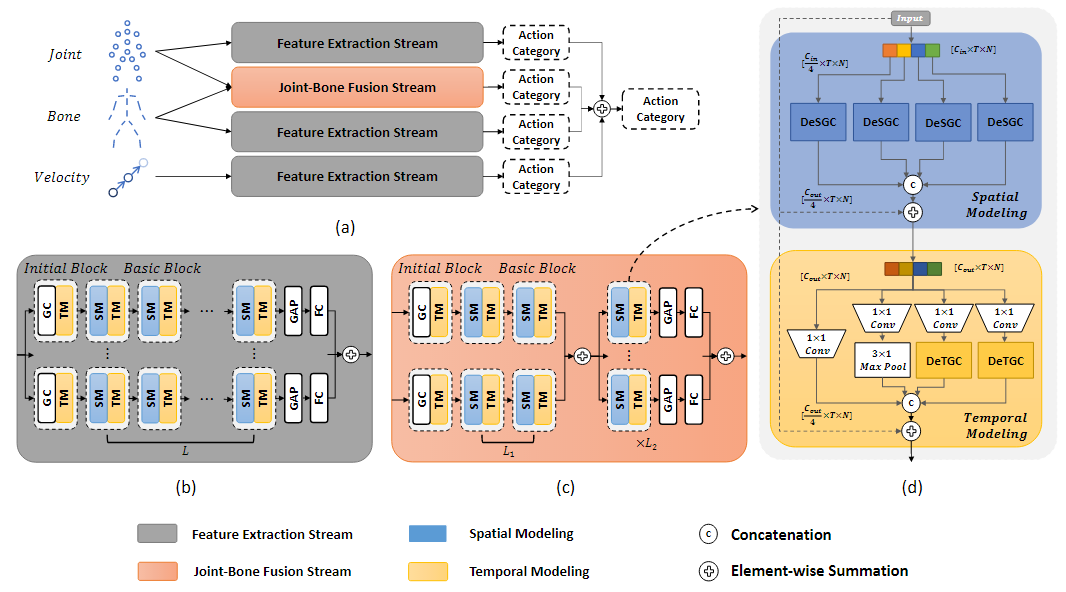 Joint
Bone
Velocity
Feature Extraction Stream
Joint-Bone Fusion Stream
Feature Extraction Stream
Feature Extraction Stream
Action
Category
Action
Category
Action
Category
Action
Category
Action
Category
(a)
Initial Block Basic Block
GC TM SM TM SM TM ... SM TM GAP FC
GC TM SM TM SM TM ... SM TM GAP FC
L
(b)
Initial Block Basic Block
GC TM SM TM SM TM SM TM GAP FC
GC TM SM TM SM TM SM TM GAP FC
L₁
×L₂
(c)
Input
[C_in×T×N]
[C_in/4×T×N]
DeSGC DeSGC DeSGC DeSGC
C
[C_out/4×T×N]
Spatial
Modeling
[C_out×T×N] [C_out×T×N]
1×1
Conv
1×1
Conv
1×1
Conv
1×1
Conv
3×1
Max Pool
DeTGC DeTGC
C
[C_out/4×T×N]
Temporal
Modeling
(d)
Feature Extraction Stream
Spatial Modeling
C Concatenation
Joint-Bone Fusion Stream
Temporal Modeling
Element-wise Summation